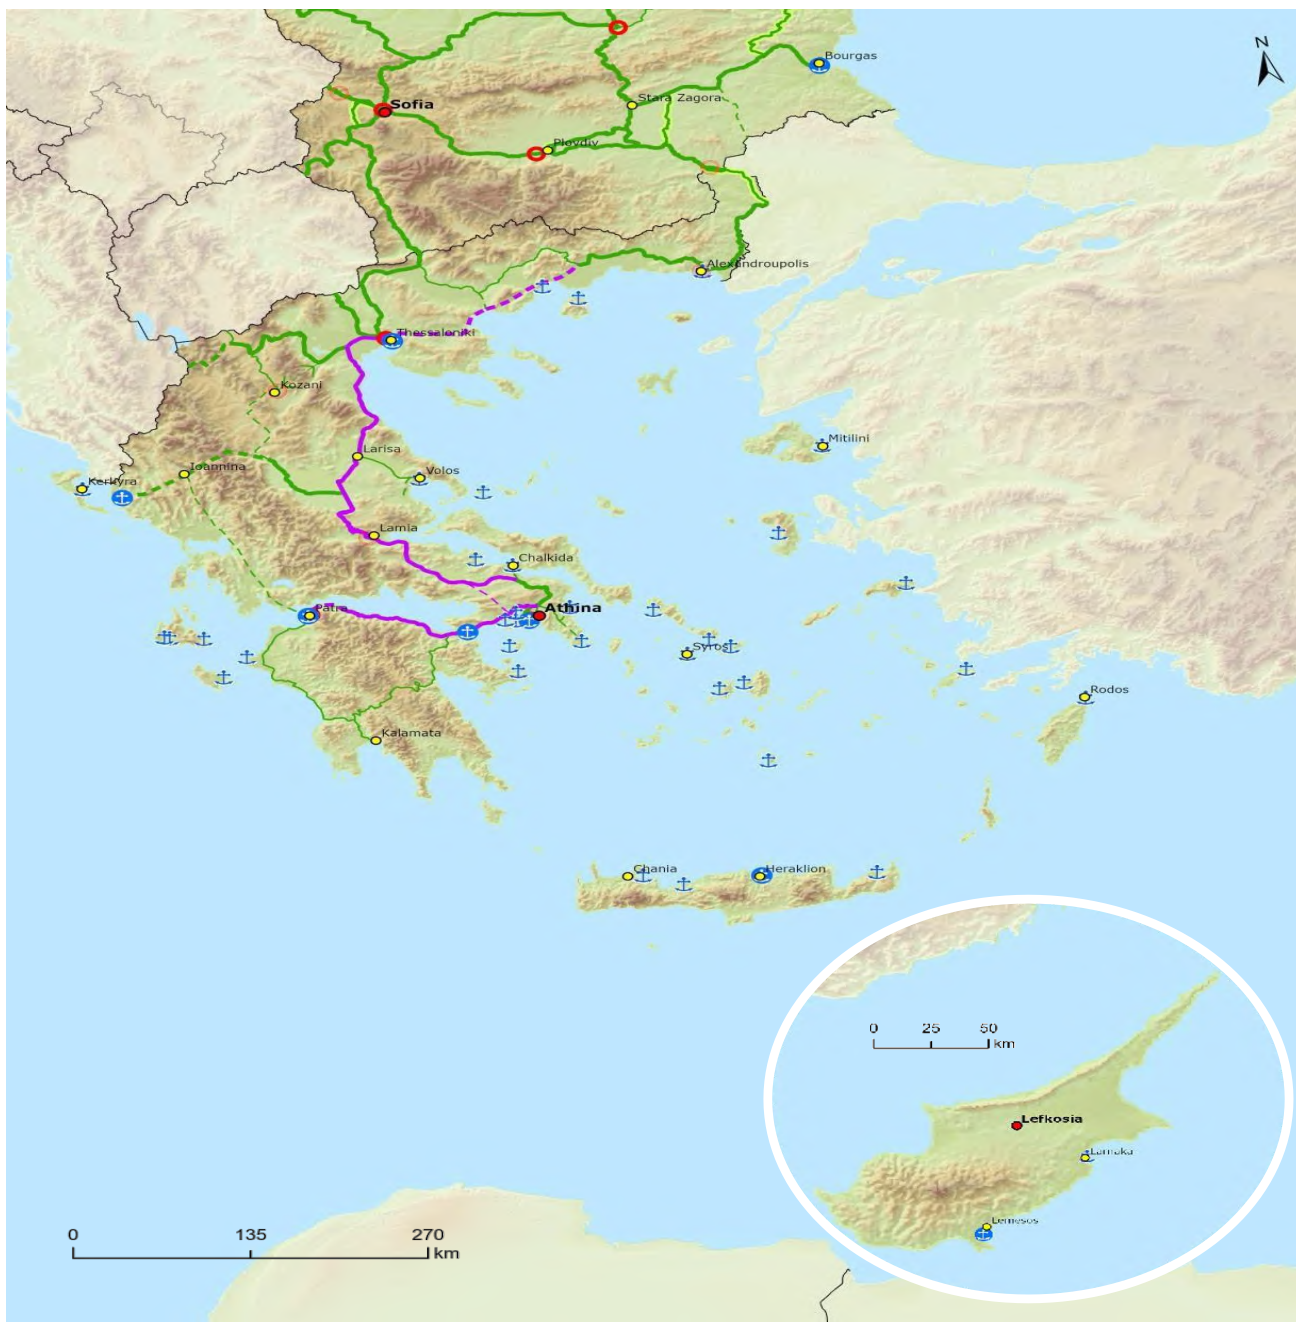 N
Bourgas
Sofia
Stara Zagora
Plovdiv
Alexandroupolis
Thessaloniki
Kozani
Mitilini
Larisa
Ioannina
Volos
Kerkyra
Lamia
Chalkida
Patra
Athina
Syros
Rodos
Kalamata
Chania
Heraklion
0 25 50
km
Lefkosia
Larnaka
Lemesos
0 135 270
km